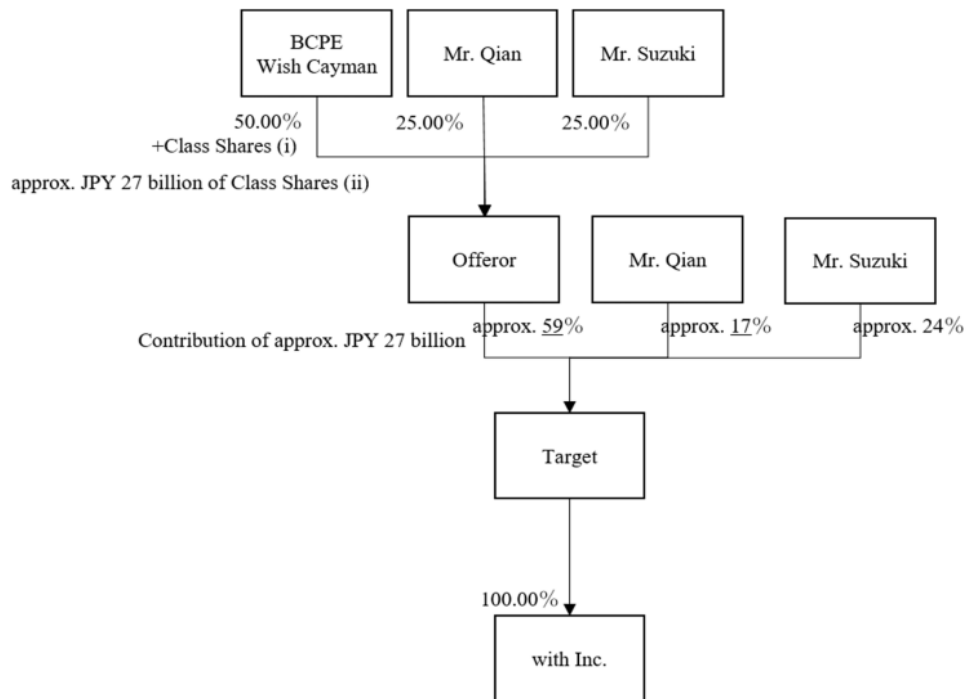 BCPE
Wish Cayman
Mr. Qian
Mr. Suzuki
50.00%
25.00%
25.00%
+Class Shares (i)
approx. JPY 27 billion of Class Shares (ii)
Offeror
Mr. Qian
Mr. Suzuki
approx. 59%
approx. 17%
approx. 24%
Contribution of approx. JPY 27 billion
Target
100.00%
with Inc.